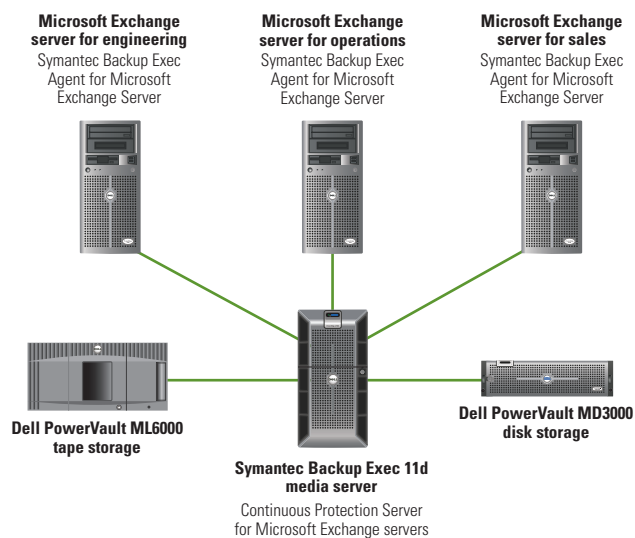 Microsoft Exchange
server for engineering
Symantec Backup Exec
Agent for Microsoft
Exchange Server
Microsoft Exchange
server for operations
Symantec Backup Exec
Agent for Microsoft
Exchange Server
Microsoft Exchange
server for sales
Symantec Backup Exec
Agent for Microsoft
Exchange Server
Dell PowerVault ML6000
tape storage
Dell PowerVault MD3000
disk storage
Symantec Backup Exec 11d
media server
Continuous Protection Server
for Microsoft Exchange servers